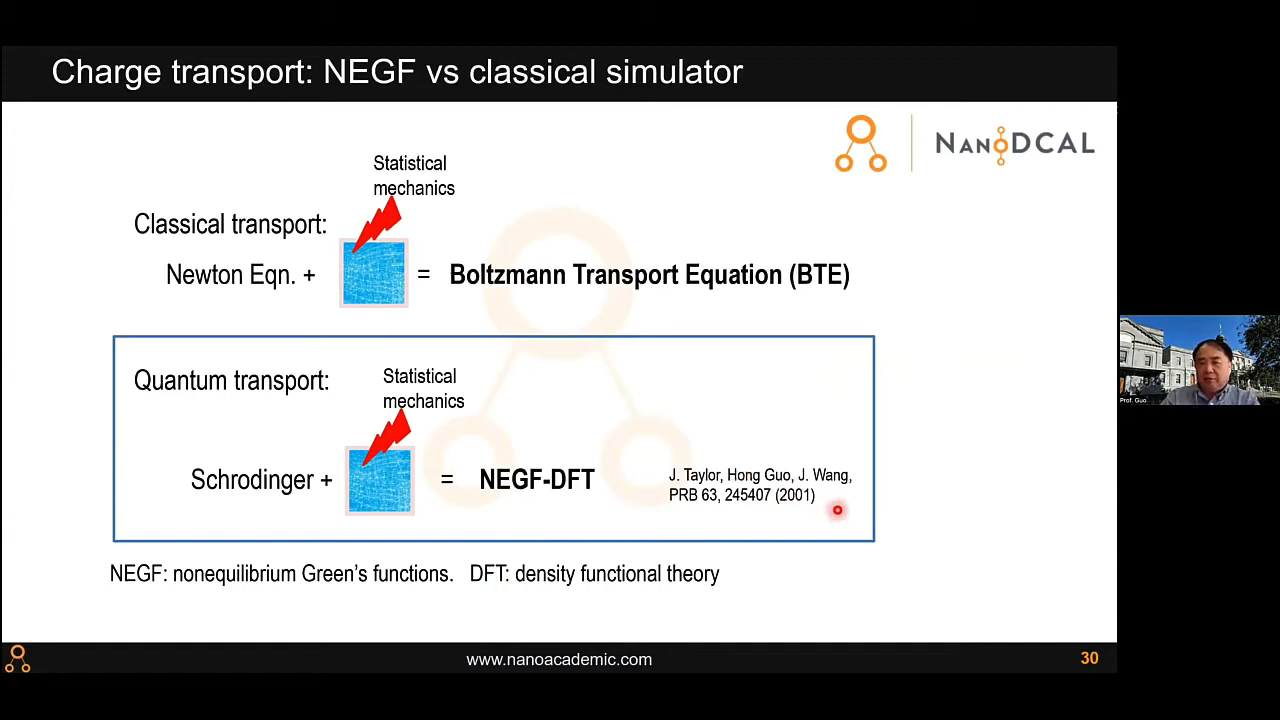 Charge transport: NEGF vs classical simulator
NANODCAL
Statistical
mechanics
Classical transport:
Newton Eqn. +
= Boltzmann Transport Equation (BTE)
Quantum transport:
Statistical
mechanics
Schrodinger +
= NEGF-DFT
J. Taylor, Hong Guo, J. Wang,
PRB 63, 245407 (2001)
Prof. Guo
NEGF: nonequilibrium Green’s functions. DFT: density functional theory
www.nanoacademic.com
30